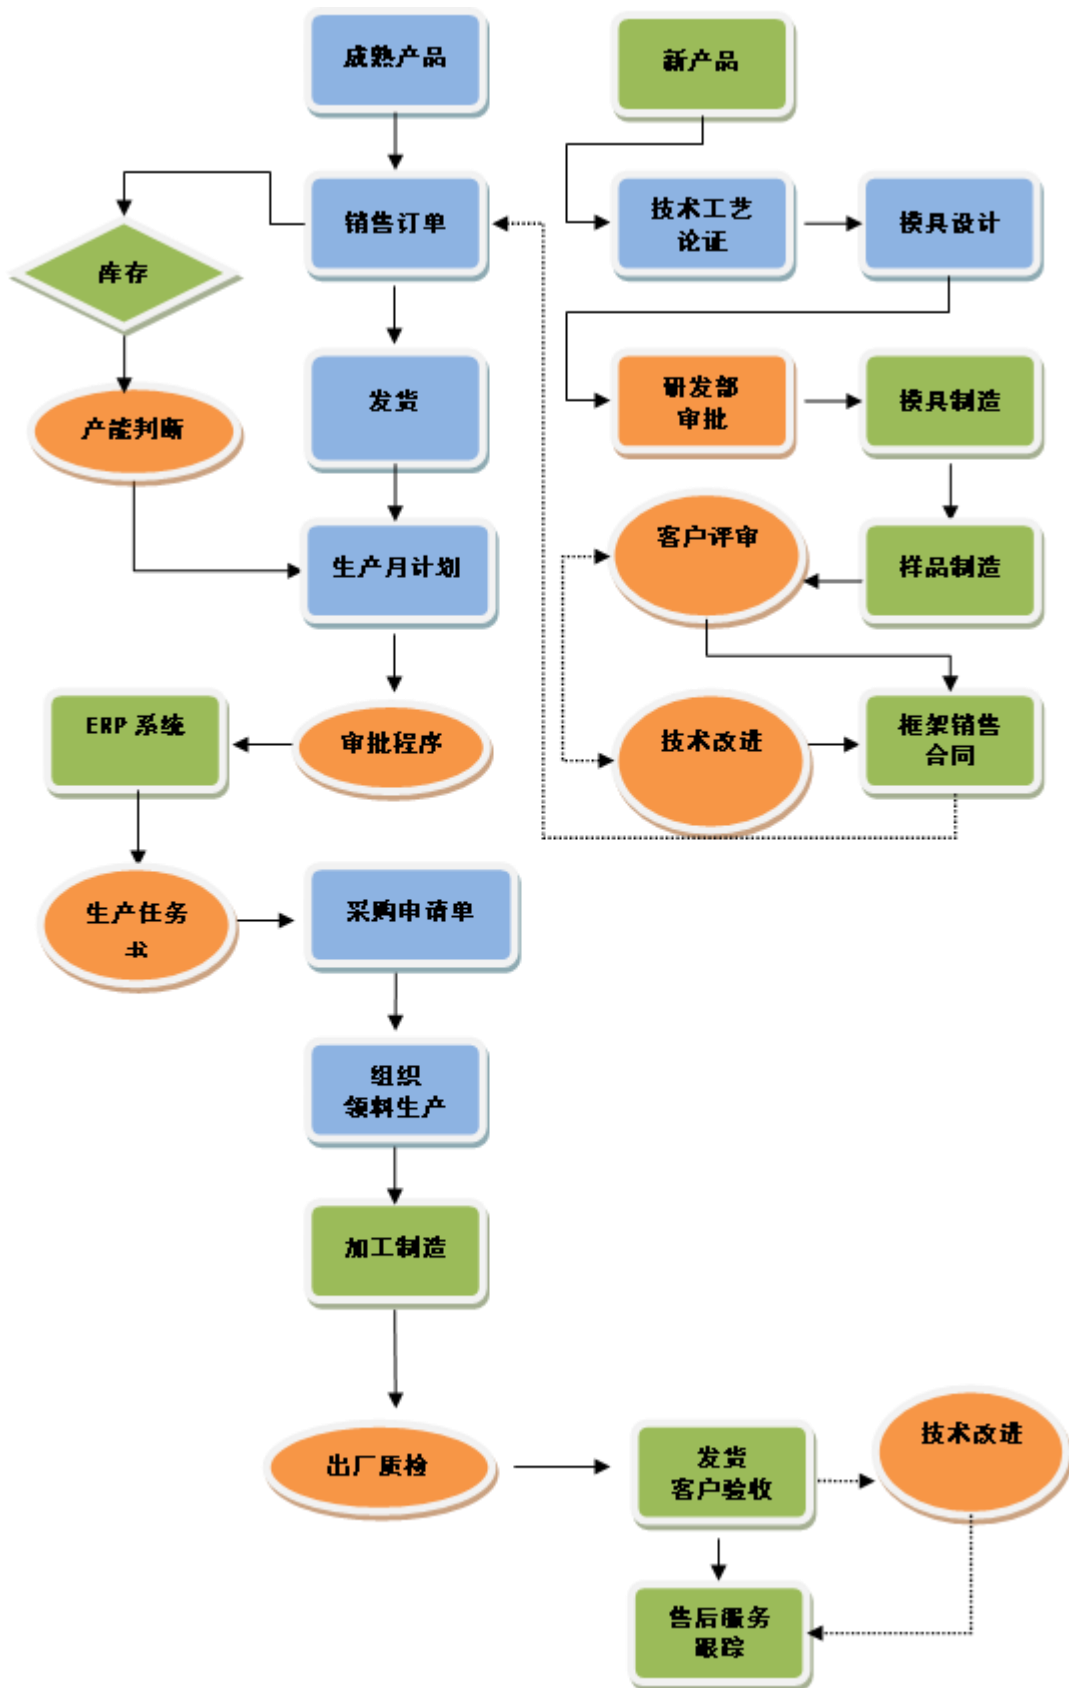 成熟产品
新产品
销售订单
技术工艺
论证
模具设计
库存
发货
研发部
审批
模具制造
产能判断
生产月计划
客户评审
样品制造
ERP 系统
审批程序
技术改进
框架销售
合同
生产任务
书
采购申请单
组织
领料生产
加工制造
出厂质检
发货
客户验收
技术改进
售后服务
跟踪